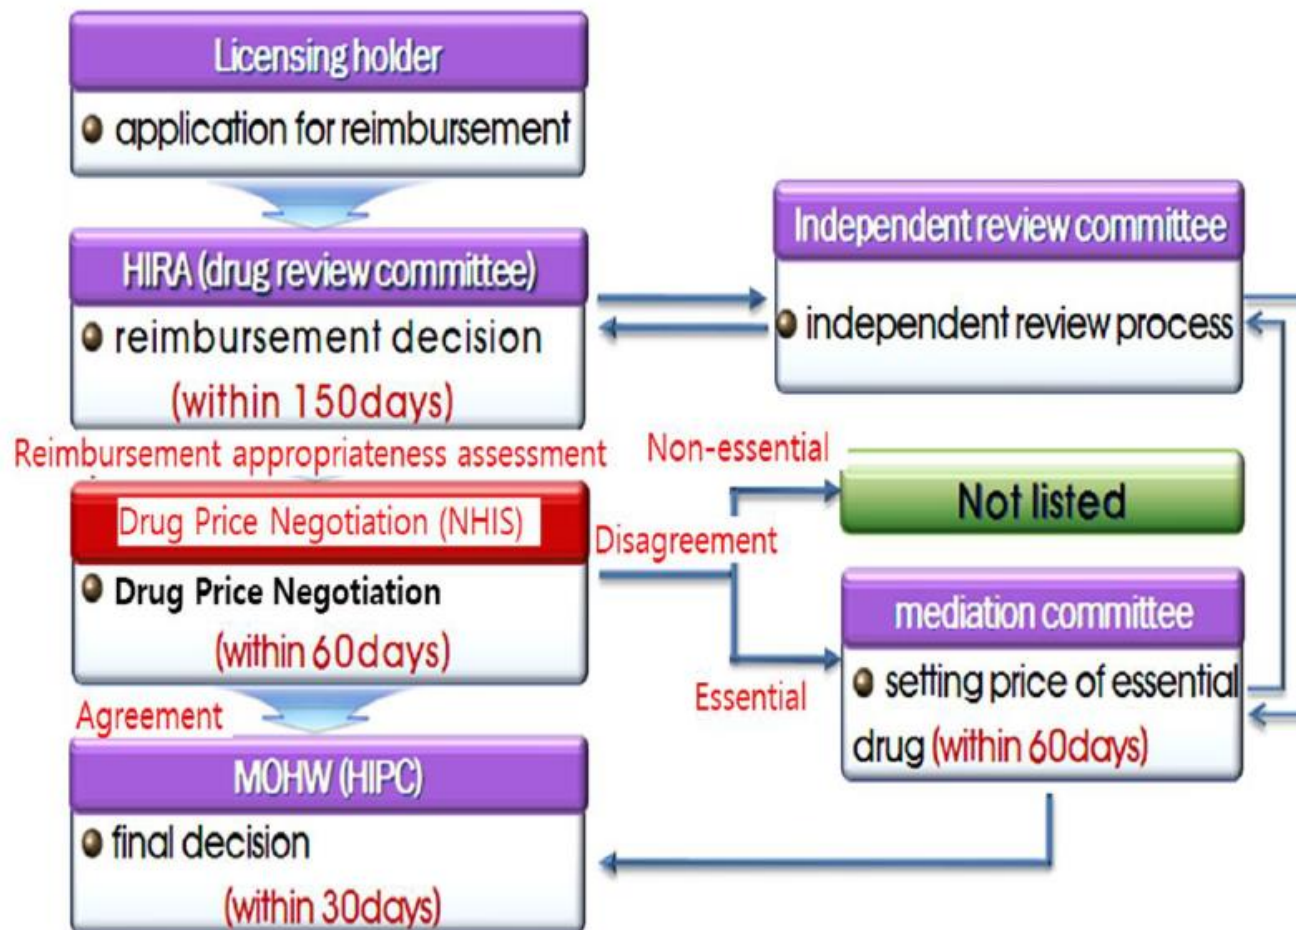 Licensing holder
application for reimbursement
HIRA (drug review committee)
reimbursement decision
(within 150days)
Independent review committee
independent review process
Reimbursement appropriateness assessment
Drug Price Negotiation (NHIS)
Drug Price Negotiation
(within 60days)
Disagreement
Non-essential
Not listed
Essential
mediation committee
setting price of essential
drug (within 60days)
Agreement
MOHW (HIPC)
final decision
(within 30days)